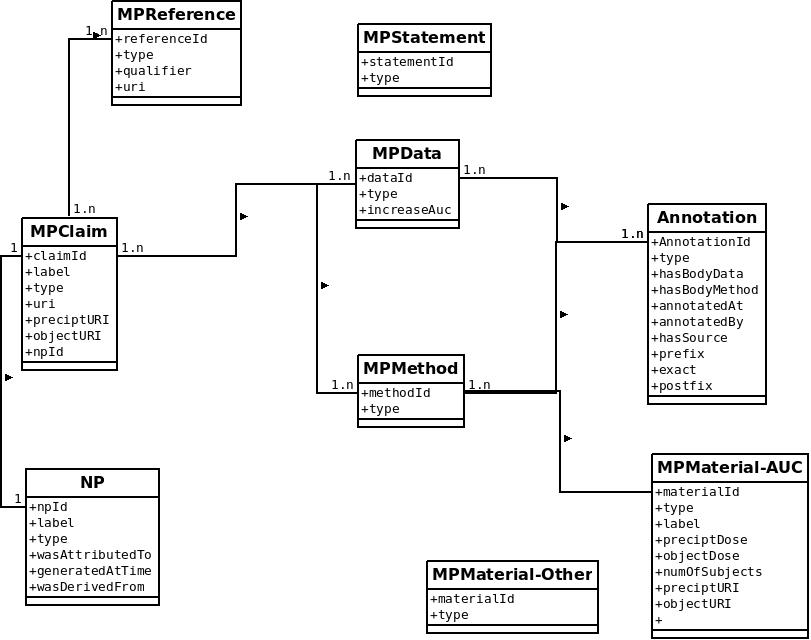 MPReference
+referenceId
+type
+qualifier
+uri
1.n
1.n
MPStatement
+statementId
+type
MPData
+dataId
+type
+increaseAuc
1.n
1.n
MPClaim
+claimId
+label
+type
+uri
+preciptURI
+objectURI
+npId
1
1.n
Annotation
+AnnotationId
+type
+hasBodyData
+hasBodyMethod
+annotatedAt
+annotatedBy
+hasSource
+prefix
+exact
+postfix
1.n
MPMethod
+methodId
+type
1.n
1.n
NP
+npId
+label
+type
+wasAttributedTo
+generatedAtTime
+wasDerivedFrom
1
MPMaterial-AUC
+materialId
+type
+label
+preciptDose
+objectDose
+numOfSubjects
+preciptURI
+objectURI
+
MPMaterial-Other
+materialId
+type